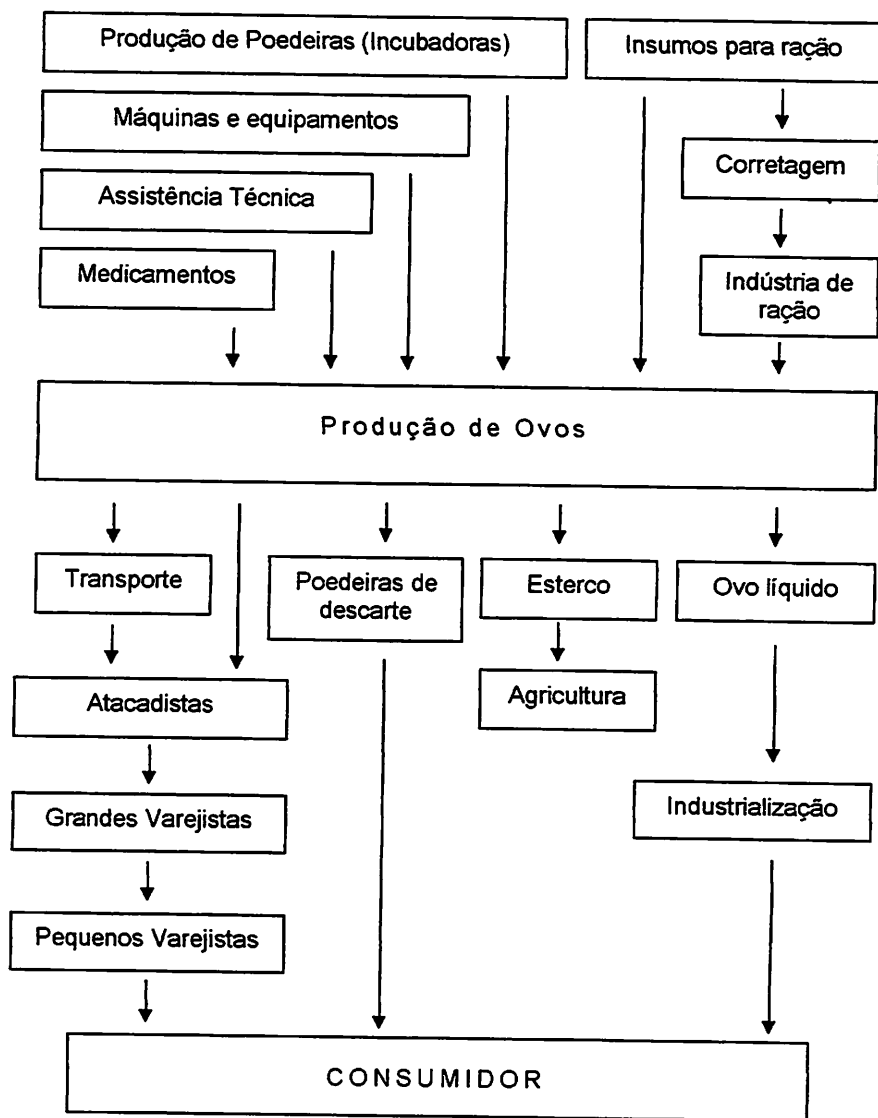 Produção de Poedeiras (Incubadoras)
Insumos para ração
Máquinas e equipamentos
Corretagem
Assistência Técnica
Medicamentos
Indústria de
ração
Produção de Ovos
Transporte
Poedeiras de
descarte
Esterco
Ovo líquido
Atacadistas
Agricultura
Grandes Varejistas
Industrialização
Pequenos Varejistas
CONSUMIDOR